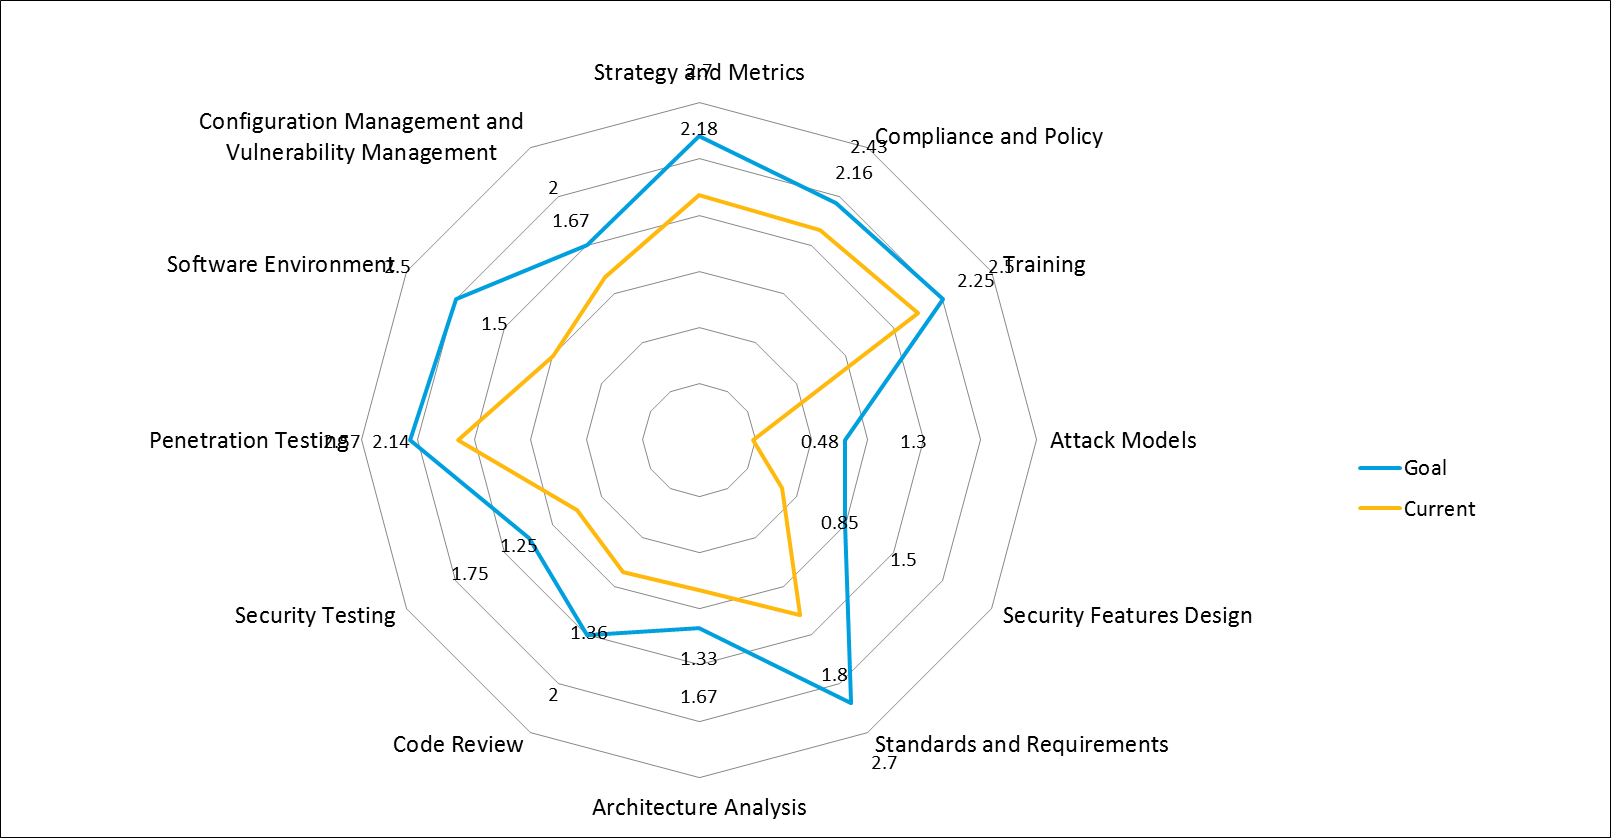 Strategy and Metrics
2.7
2.18
Compliance and Policy
2.43
2.16
Training
2.5
2.25
Attack Models
1.3
0.48
Security Features Design
1.5
0.85
Standards and Requirements
2.7
1.8
Architecture Analysis
1.67
1.33
Code Review
2
1.36
Security Testing
1.75
1.25
Penetration Testing
2.57
2.14
Software Environment
2.5
1.5
Configuration Management and
Vulnerability Management
2
1.67
Goal
Current